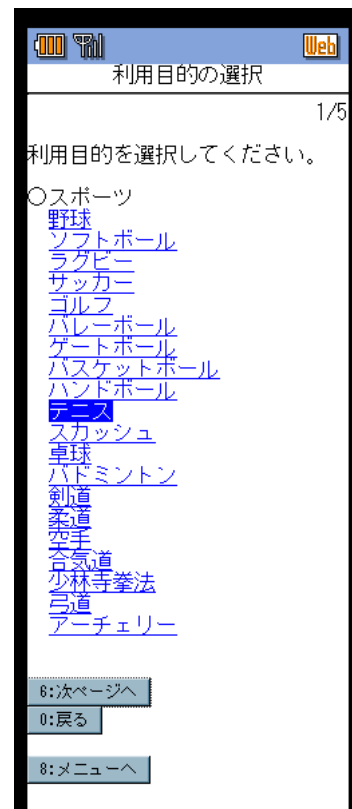 Web
利用目的の選択
1/5
利用目的を選択してください。
○スポーツ
野球
ソフトボール
ラグビー
サッカー
ゴルフ
バレーボール
ゲートボール
バスケットボール
ハンドボール
テニス
スカッシュ
卓球
バドミントン
剣道
柔道
空手
合気道
少林寺拳法
弓道
アーチェリー
6:次ページへ
0:戻る
8:メニューへ